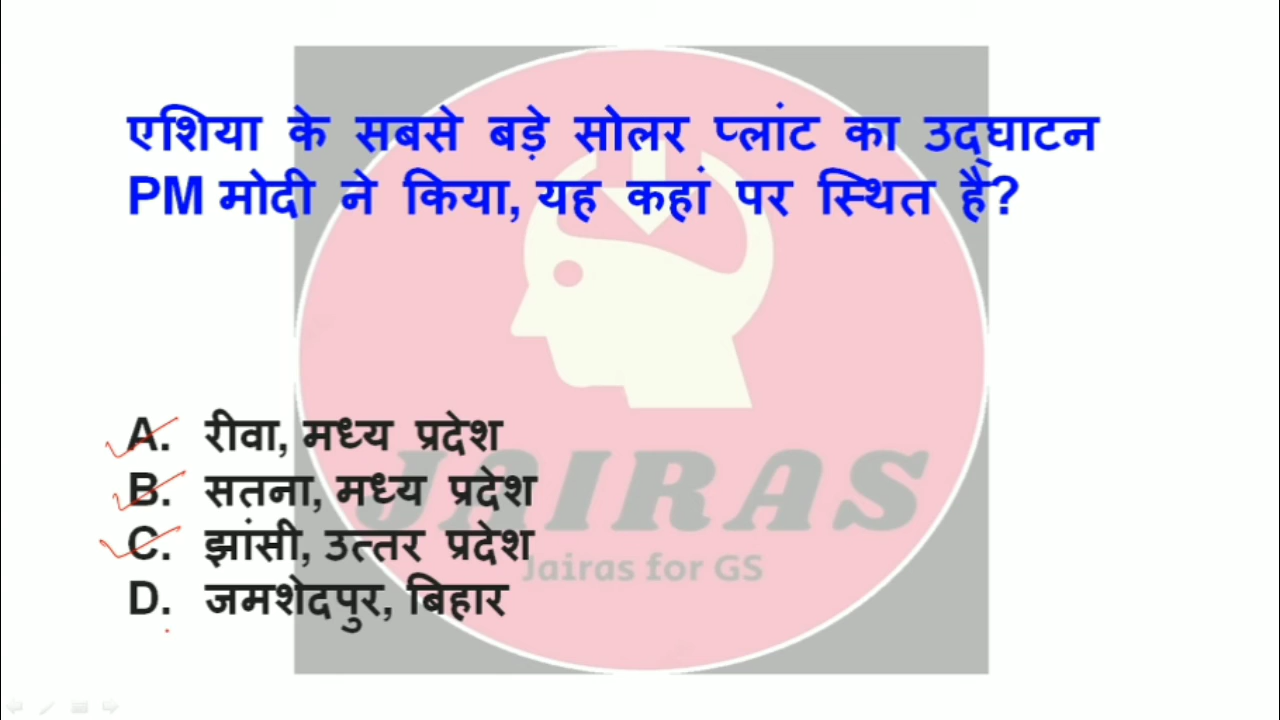 एशिया के सबसे बड़े सोलर प्लांट का उद्घाटन
PM मोदी ने किया, यह कहां पर स्थित है?
A. रीवा, मध्य प्रदेश
B. सतना, मध्य प्रदेश
C. झांसी, उत्तर प्रदेश
D. जमशेदपुर, बिहार
JAIRAS
Jairas for GS